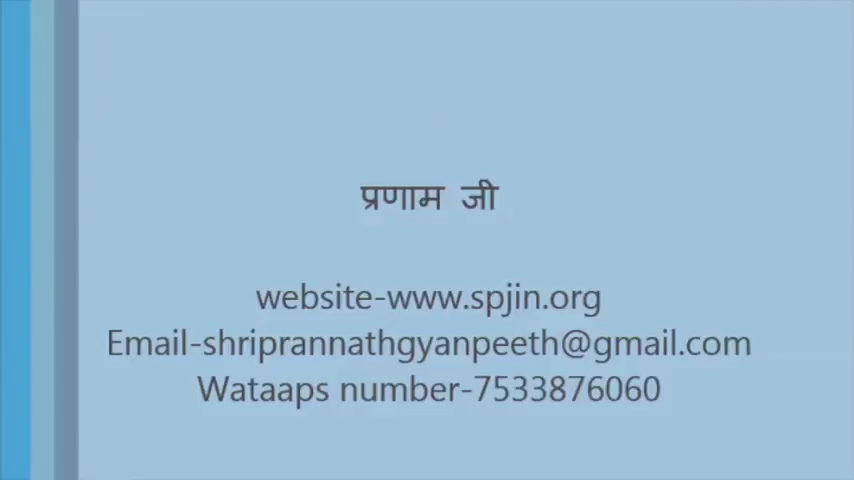 प्रणाम जी
website-www.spjin.org
Email-shriprannathgyanpeeth@gmail.com
Wataaps number-7533876060